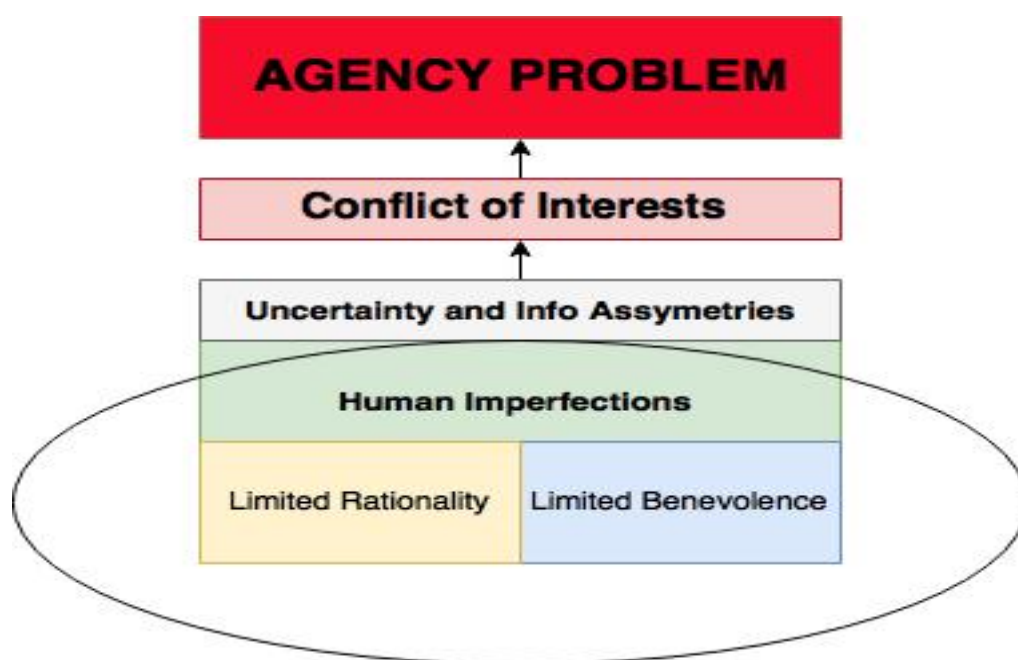 AGENCY PROBLEM
Conflict of Interests
Uncertainty and Info Assymetries
Human Imperfections
Limited Rationality
Limited Benevolence